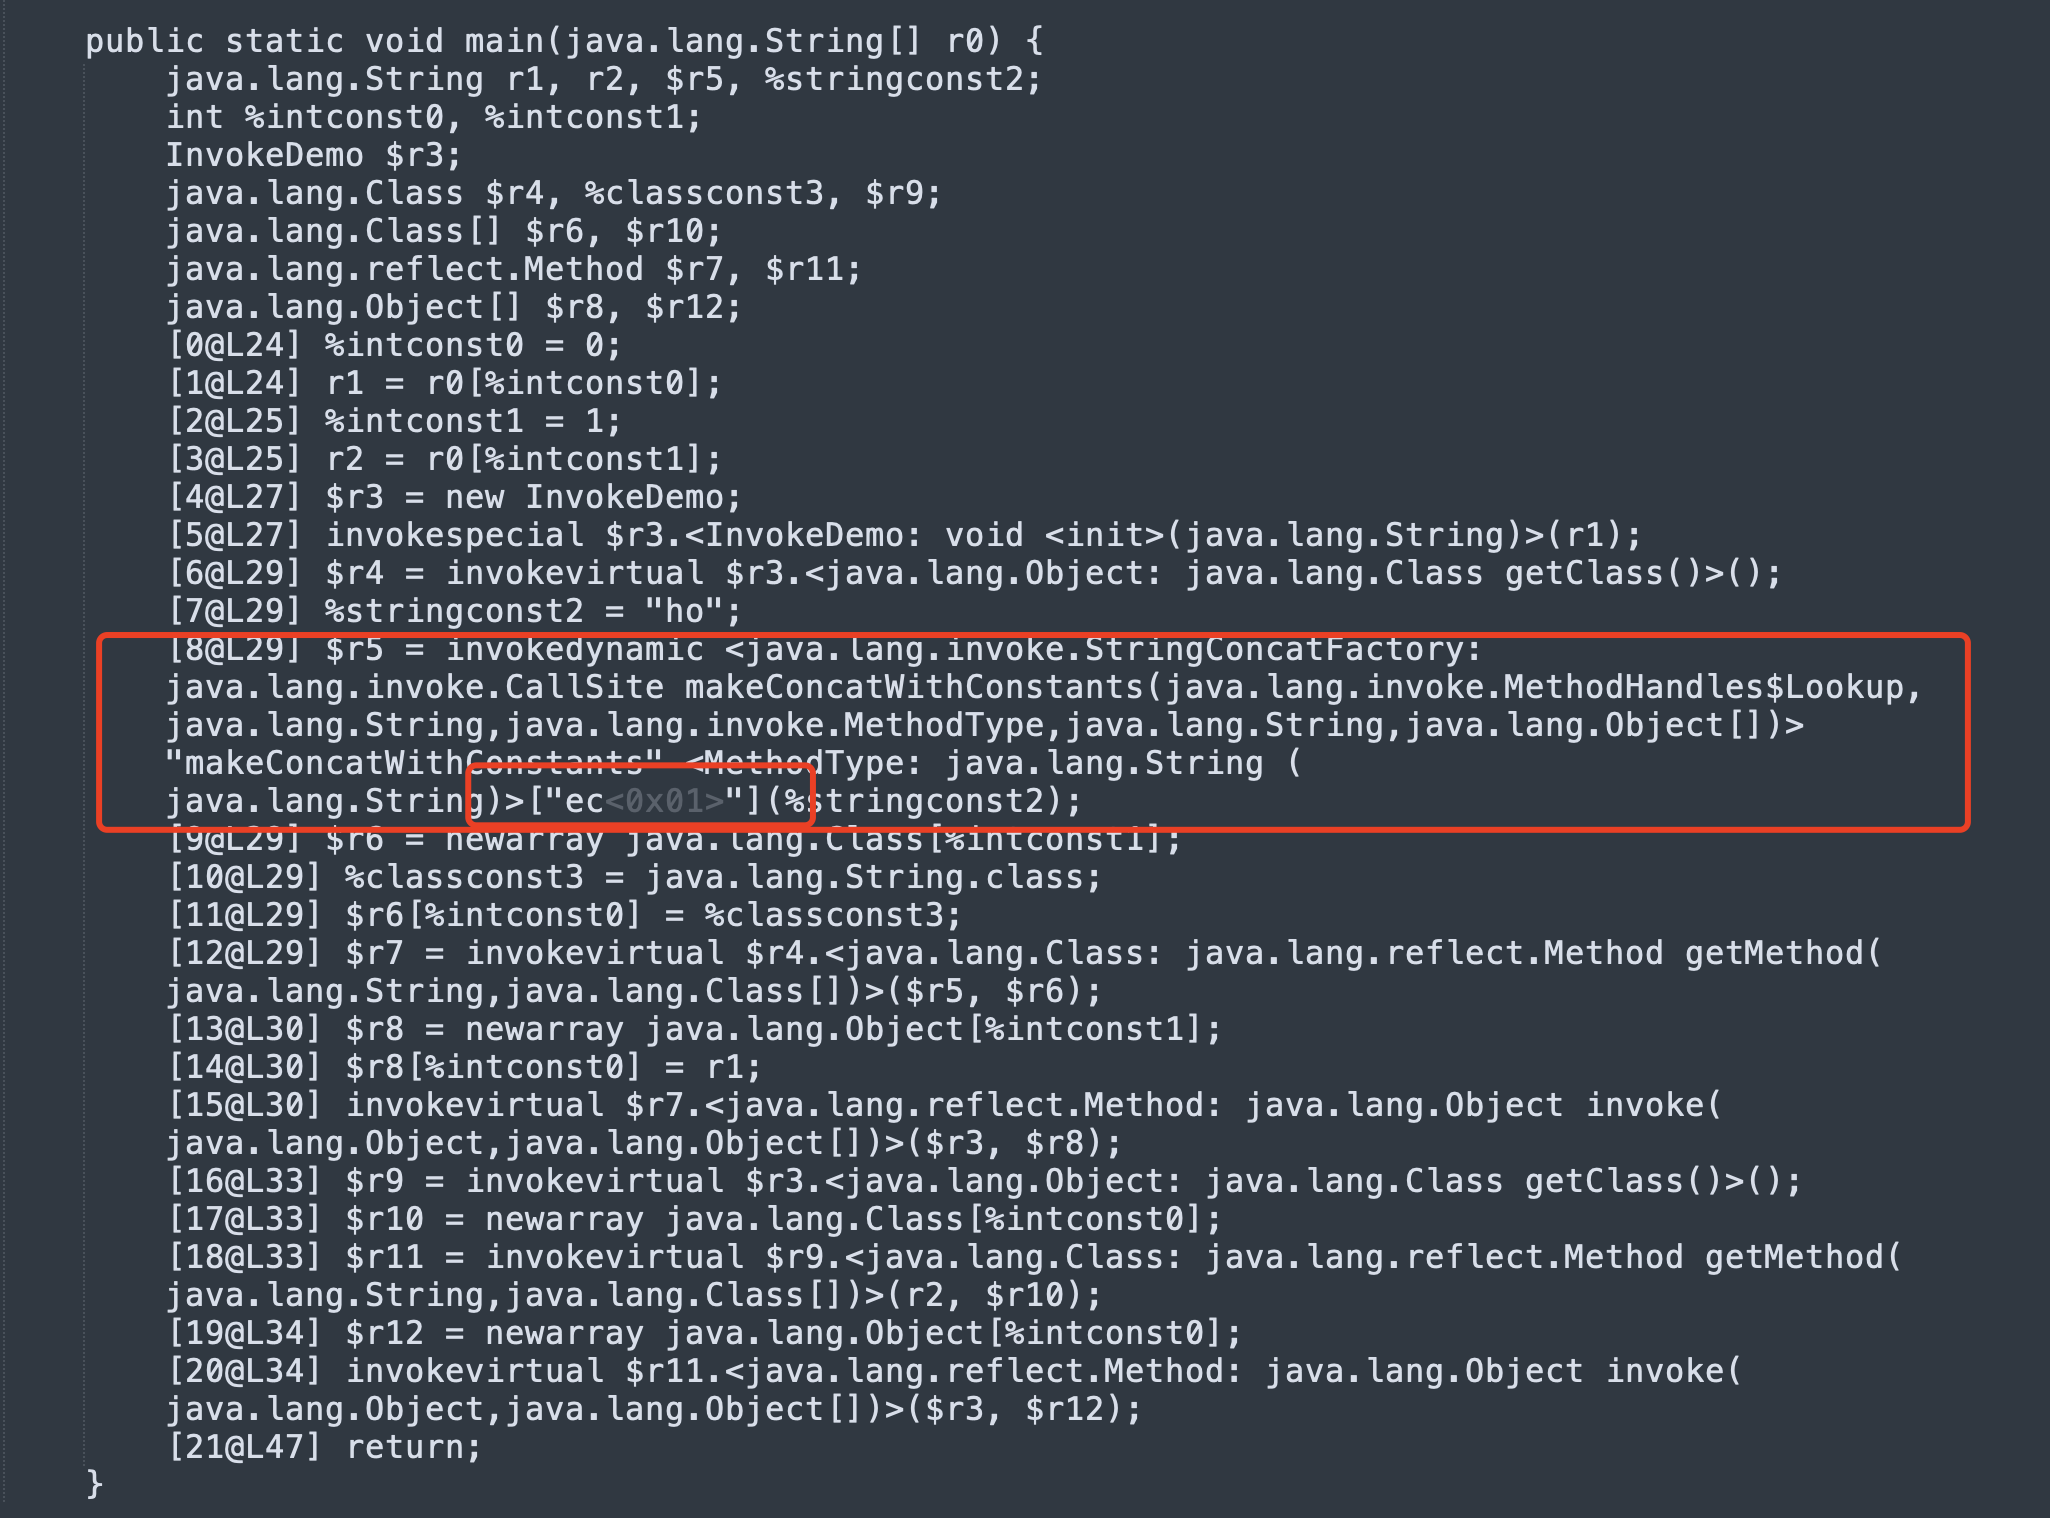 public static void main(java.lang.String[] r0) {
java.lang.String r1, r2, $r5, %stringconst2;
int %intconst0, %intconst1;
InvokeDemo $r3;
java.lang.Class $r4, %classconst3, $r9;
java.lang.Class[] $r6, $r10;
java.lang.reflect.Method $r7, $r11;
java.lang.Object[] $r8, $r12;
[0@L24] %intconst0 = 0;
[1@L24] r1 = r0[%intconst0];
[2@L25] %intconst1 = 1;
[3@L25] r2 = r0[%intconst1];
[4@L27] $r3 = new InvokeDemo;
[5@L27] invokespecial $r3.<InvokeDemo: void <init>(java.lang.String)>(r1);
[6@L29] $r4 = invokevirtual $r3.<java.lang.Object: java.lang.Class getClass()>();
[7@L29] %stringconst2 = "ho";
[8@L29] $r5 = invokedynamic <java.lang.invoke.StringConcatFactory:
java.lang.invoke.CallSite makeConcatWithConstants(java.lang.invoke.MethodHandles$Lookup,
java.lang.String,java.lang.invoke.MethodType,java.lang.String,java.lang.Object[])>
"makeConcatWithConstants" <MethodType: java.lang.String (
java.lang.String)>["ec<0x01>"](%stringconst2);
[9@L29] $r6 = newarray java.lang.Class[%intconst1];
[10@L29] %classconst3 = java.lang.String.class;
[11@L29] $r6[%intconst0] = %classconst3;
[12@L29] $r7 = invokevirtual $r4.<java.lang.Class: java.lang.reflect.Method getMethod(
java.lang.String,java.lang.Class[])>($r5, $r6);
[13@L30] $r8 = newarray java.lang.Object[%intconst1];
[14@L30] $r8[%intconst0] = r1;
[15@L30] invokevirtual $r7.<java.lang.reflect.Method: java.lang.Object invoke(
java.lang.Object,java.lang.Object[])>($r3, $r8);
[16@L33] $r9 = invokevirtual $r3.<java.lang.Object: java.lang.Class getClass()>();
[17@L33] $r10 = newarray java.lang.Class[%intconst0];
[18@L33] $r11 = invokevirtual $r9.<java.lang.Class: java.lang.reflect.Method getMethod(
java.lang.String,java.lang.Class[])>(r2, $r10);
[19@L34] $r12 = newarray java.lang.Object[%intconst0];
[20@L34] invokevirtual $r11.<java.lang.reflect.Method: java.lang.Object invoke(
java.lang.Object,java.lang.Object[])>($r3, $r12);
[21@L47] return;
}